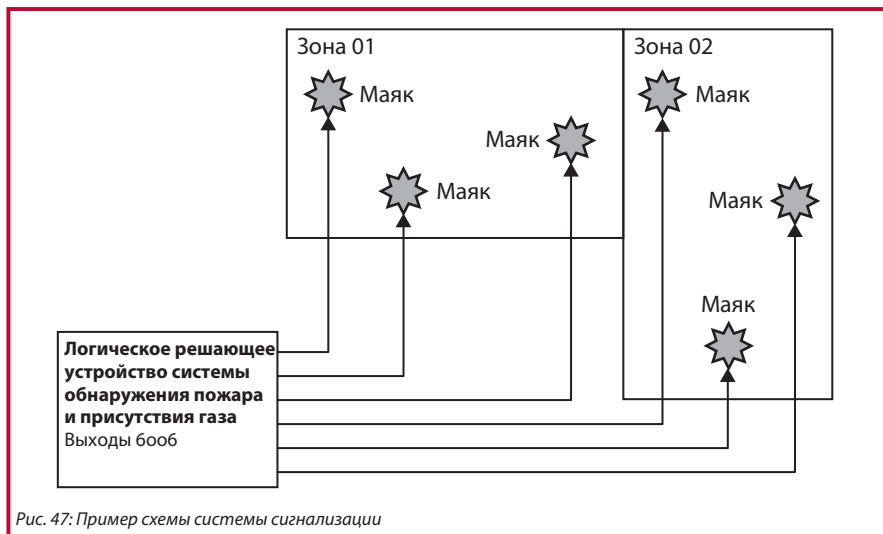 Зона 01
Маяк
Маяк
Маяк
Зона 02
Маяк
Маяк
Маяк
Логическое решающее
устройство системы
обнаружения пожара
и присутствия газа
Выходы 6oo6
Рис. 47: Пример схемы системы сигнализации